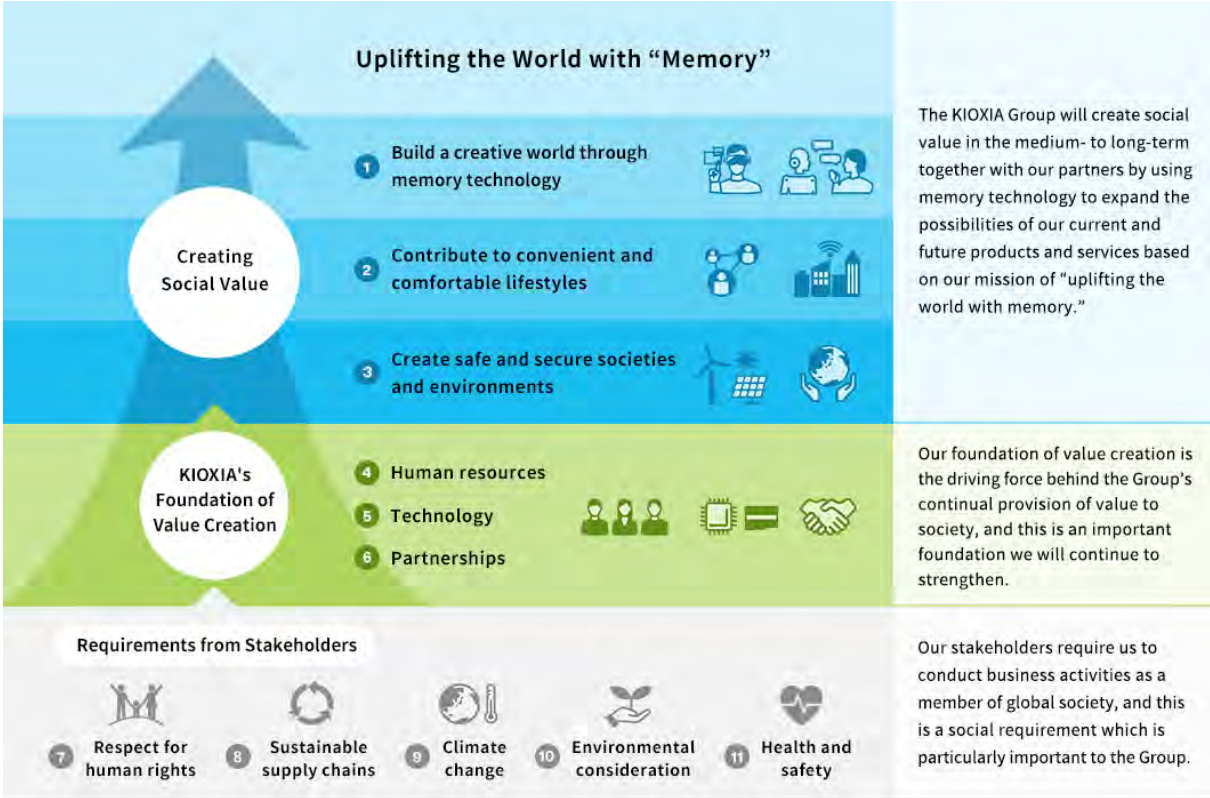 Uplifting the World with “Memory”
1
Build a creative world through
memory technology
Creating
Social Value
2
Contribute to convenient and
comfortable lifestyles
3
Create safe and secure societies
and environments
The KIOXIA Group will create social
value in the medium- to long-term
together with our partners by using
memory technology to expand the
possibilities of our current and
future products and services based
on our mission of “uplifting the
world with memory.”
KIOXIA's
Foundation of
Value Creation
4 Human resources
5 Technology
6 Partnerships
Our foundation of value creation is
the driving force behind the Group’s
continual provision of value to
society, and this is an important
foundation we will continue to
strengthen.
Requirements from Stakeholders
7
Respect for
human rights
8
Sustainable
supply chains
9
Climate
change
10
Environmental
consideration
11
Health and
safety
Our stakeholders require us to
conduct business activities as a
member of global society, and this
is a social requirement which is
particularly important to the Group.